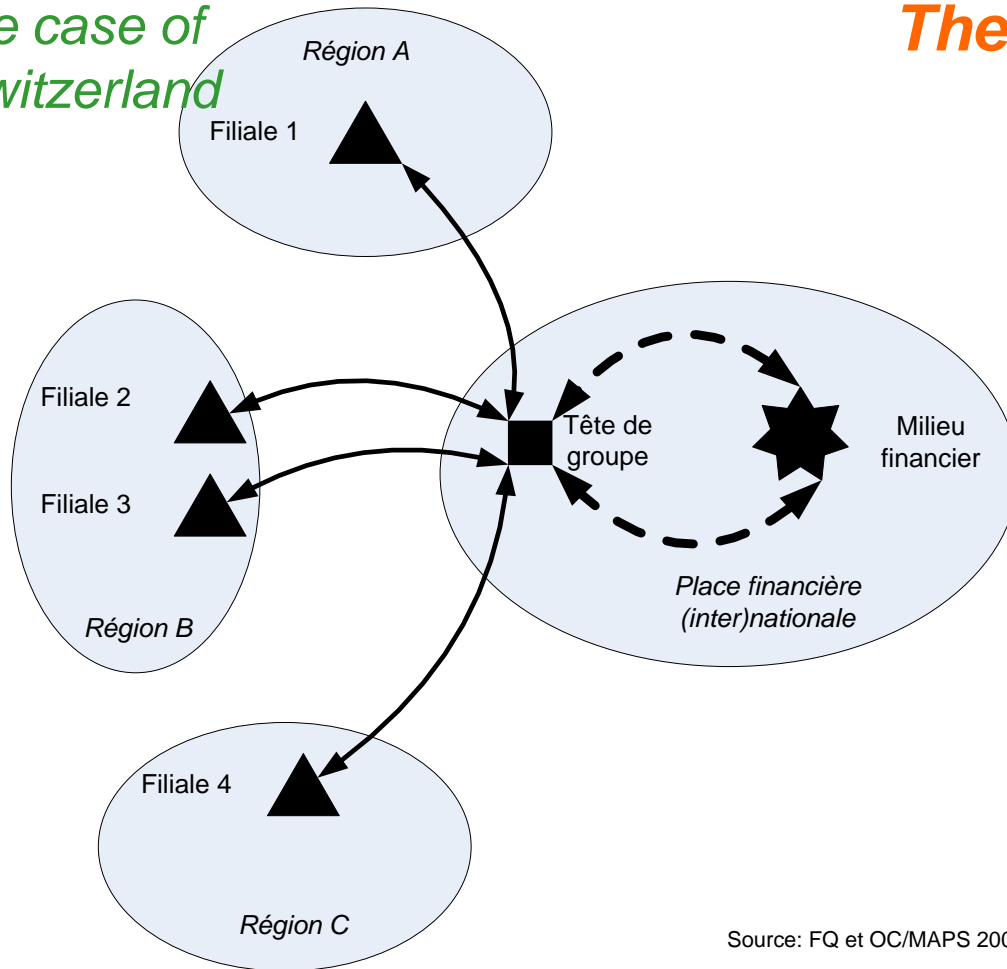 e case of
witzerland
The
Région A
Filiale 1
Filiale 2
Filiale 3
Région B
Tête de
groupe
Milieu
financier
Place financière
(inter)nationale
Filiale 4
Région C
Source: FQ et OC/MAPS 200